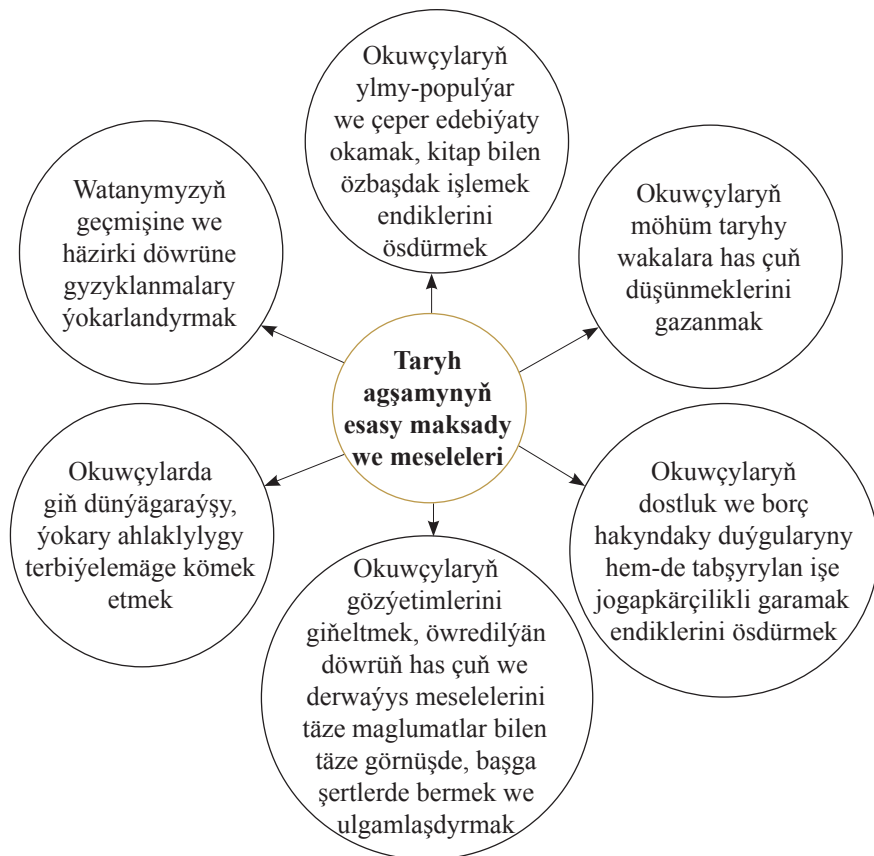 Okuwçylaryň
ylmy-populýar
we çeper edebiýaty
okamak, kitap bilen
özbaşdak işlemek
endiklerini
ösdürmek
Watanymyzyň
geçmişine we
häzirki döwrüne
gyzyklanmalary
ýokarlandyrmak
Okuwçylaryň
möhüm taryhy
wakalara has çuň
düşünmeklerini
gazanmak
Taryh
agşamynyň
esasy maksady
we meseleleri
Okuwçylarda
giň dünýägaraýşy,
ýokary ahlaklylygy
terbiýelemäge kömek
etmek
Okuwçylaryň
dostluk we borç
hakyndaky duýgularyny
hem-de tabşyrylan işe
jogapkärçilikli garamak
endiklerini ösdürmek
Okuwçylaryň
gözýetimlerini
giňeltmek, öwredilýän
döwrüň has çuň we
derwaýys meselelerini
täze maglumatlar bilen
täze görnüşde, başga
şertlerde bermek we
ulgamlaşdyrmak